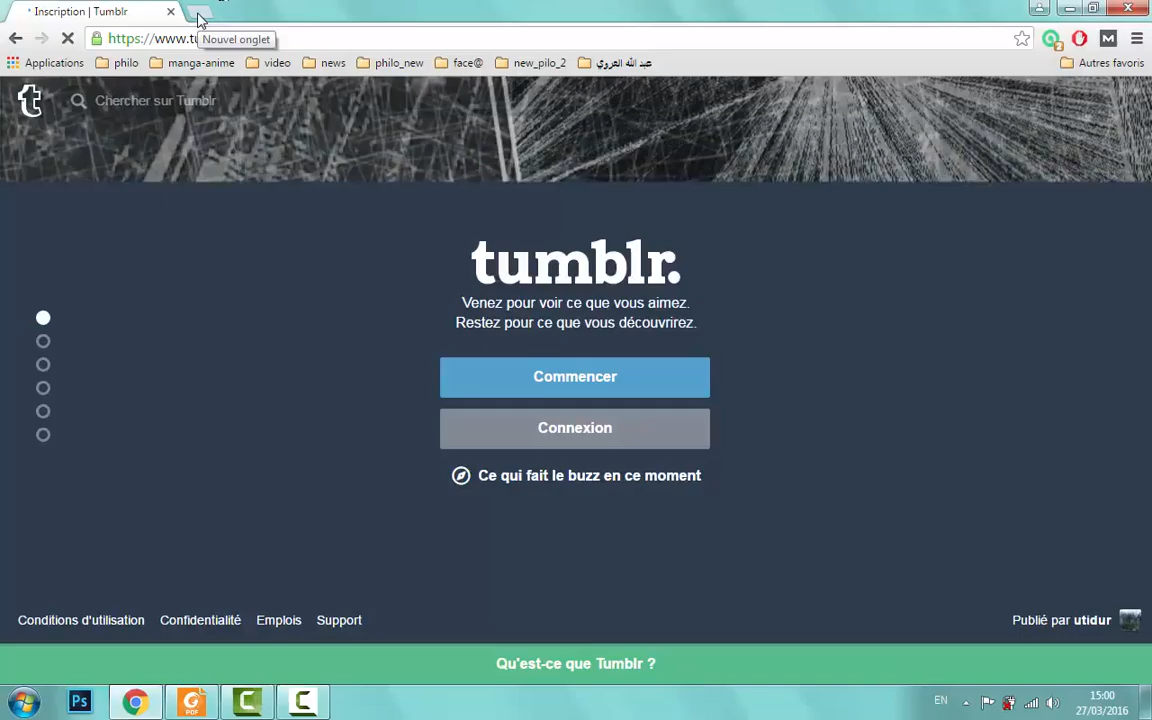 Inscription | Tumblr
https://www.tu
Nouvel onglet
Applications
philo
manga-anime
video
news
philo_new
face@
new_pilo_2
عبد الله العروي
Autres favoris
Chercher sur Tumblr
tumblr.
Venez pour voir ce que vous aimez.
Restez pour ce que vous découvrirez.
Commencer
Connexion
Ce qui fait le buzz en ce moment
Conditions d'utilisation
Confidentialité
Emplois
Support
Publié par utidur
Qu'est-ce que Tumblr ?
Ps
EN
15:00
27/03/2016